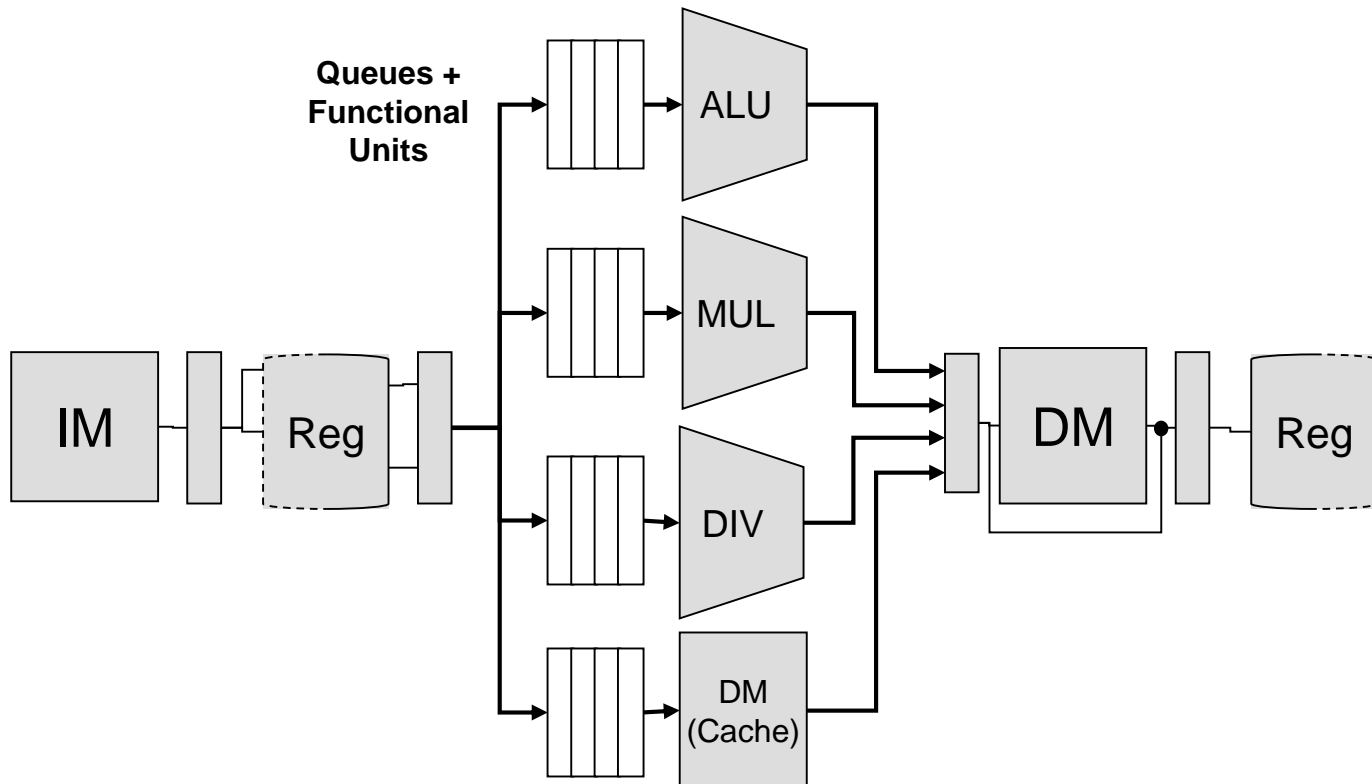 Queues +
Functional
Units
ALU
MUL
IM
Reg
DM
Reg
DIV
DM
(Cache)